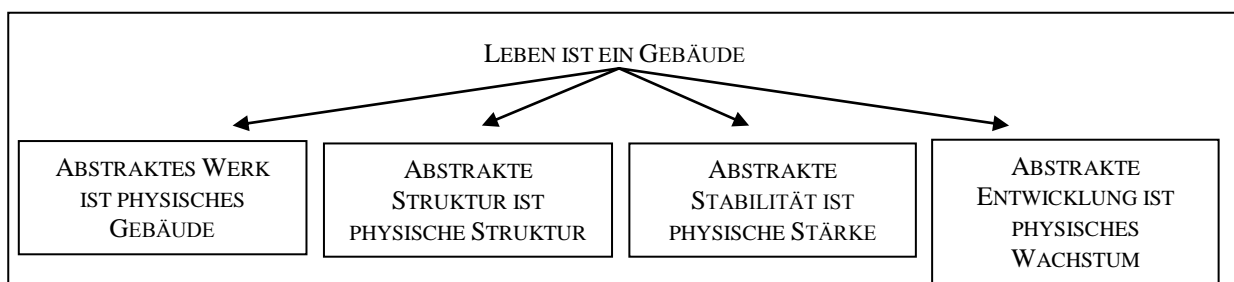 LEBEN IST EIN GEBÄUDE
ABSTRAKTES WERK
IST PHYSISCHES
GEBÄUDE
ABSTRAKTE
STRUKTUR IST
PHYSISCHE STRUKTUR
ABSTRAKTE
STABILITÄT IST
PHYSISCHE STÄRKE
ABSTRAKTE
ENTWICKLUNG IST
PHYSISCHES
WACHSTUM